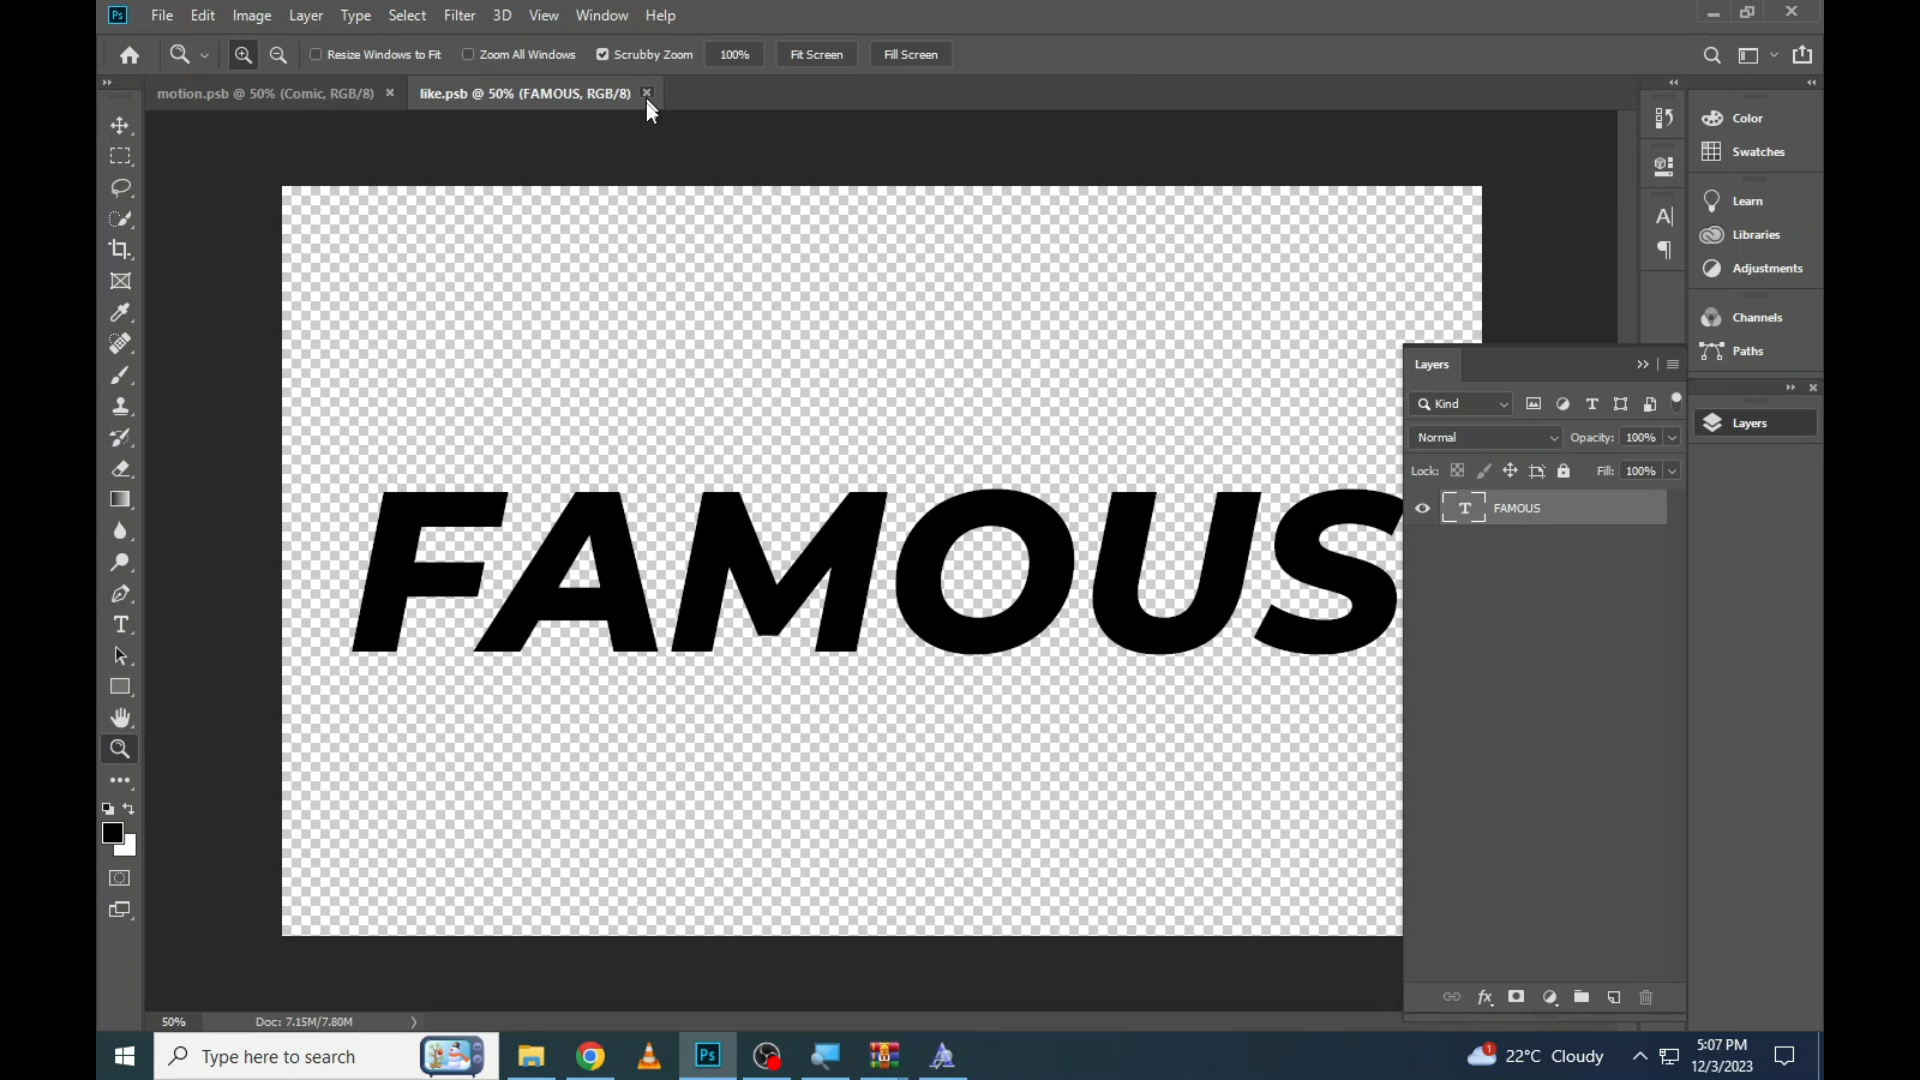 Ps File Edit Image Layer Type Select Filter 3D View Window Help
Resize Windows to Fit Zoom All Windows Scrubby Zoom 100% Fit Screen Fill Screen
motion.psb @ 50% (Comic, RGB/8) like.psb @ 50% (FAMOUS, RGB/8)
Color
Swatches
Learn
Libraries
Adjustments
Channels
Paths
Layers
Layers
Kind
Normal Opacity: 100%
Lock: Fill: 100%
T FAMOUS
FAMOUS
50% Doc: 7.15M/7.80M
Type here to search
Ps
1 22°C Cloudy
5:07 PM
12/3/2023